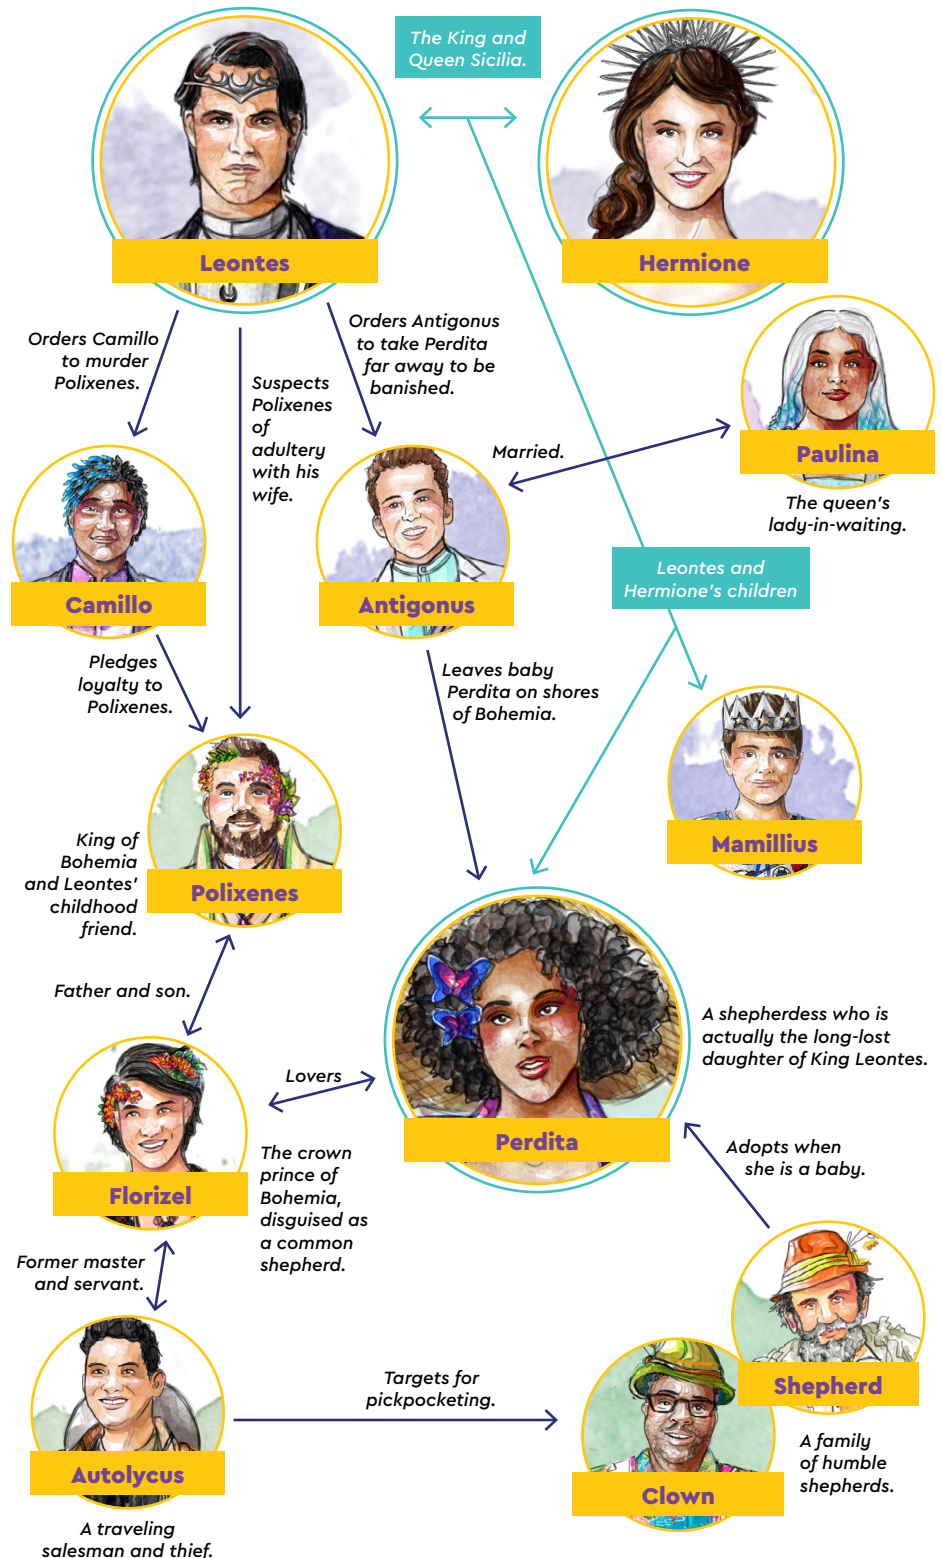 The King and
Queen Sicilia.
Leontes
Hermione
Orders Camillo
to murder
Polixenes.
Suspects
Polixenes
of
adultery
with his
wife.
Orders Antigonus
to take Perdita
far away to be
banished.
Married.
Paulina
The queen's
lady-in-waiting.
Camillo
Antigonus
Leontes and
Hermione's children
Pledges
loyalty to
Polixenes.
Leaves baby
Perdita on shores
of Bohemia.
Mamillius
King of
Bohemia
and Leontes'
childhood
friend.
Polixenes
Father and son.
A shepherdess who is
actually the long-lost
daughter of King Leontes.
Lovers
Perdita
Adopts when
she is a baby.
Florizel
The crown
prince of
Bohemia,
disguised as
a common
shepherd.
Former master
and servant.
Targets for
pickpocketing.
Shepherd
A family
of humble
shepherds.
Autolycus
Clown
A traveling
salesman and thief.